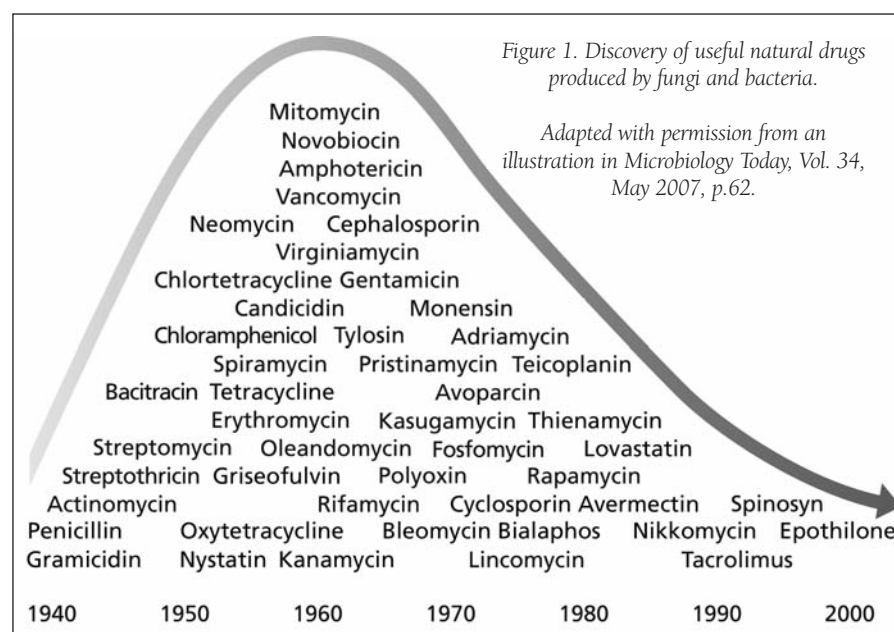 Figure 1. Discovery of useful natural drugs
produced by fungi and bacteria.
Adapted with permission from an
illustration in Microbiology Today, Vol. 34,
May 2007, p.62.
Mitomycin
Novobiocin
Amphotericin
Vancomycin
Neomycin Cephalosporin
Virginiamycin
Chlortetracycline Gentamicin
Candicidin Monensin
Chloramphenicol Tylosin Adriamycin
Spiramycin Pristinamycin Teicoplanin
Bacitracin Tetracycline Avoparcin
Erythromycin Kasugamycin Thienamycin
Streptomycin Oleandomycin Fosfomycin Lovastatin
Streptothricin Griseofulvin Polyoxin Rapamycin
Actinomycin Rifamycin Cyclosporin Avermectin Spinosyn
Penicillin Oxytetracycline Bleomycin Bialaphos Nikkomycin Epothilone
Gramicidin Nystatin Kanamycin Lincomycin Tacrolimus
1940 1950 1960 1970 1980 1990 2000